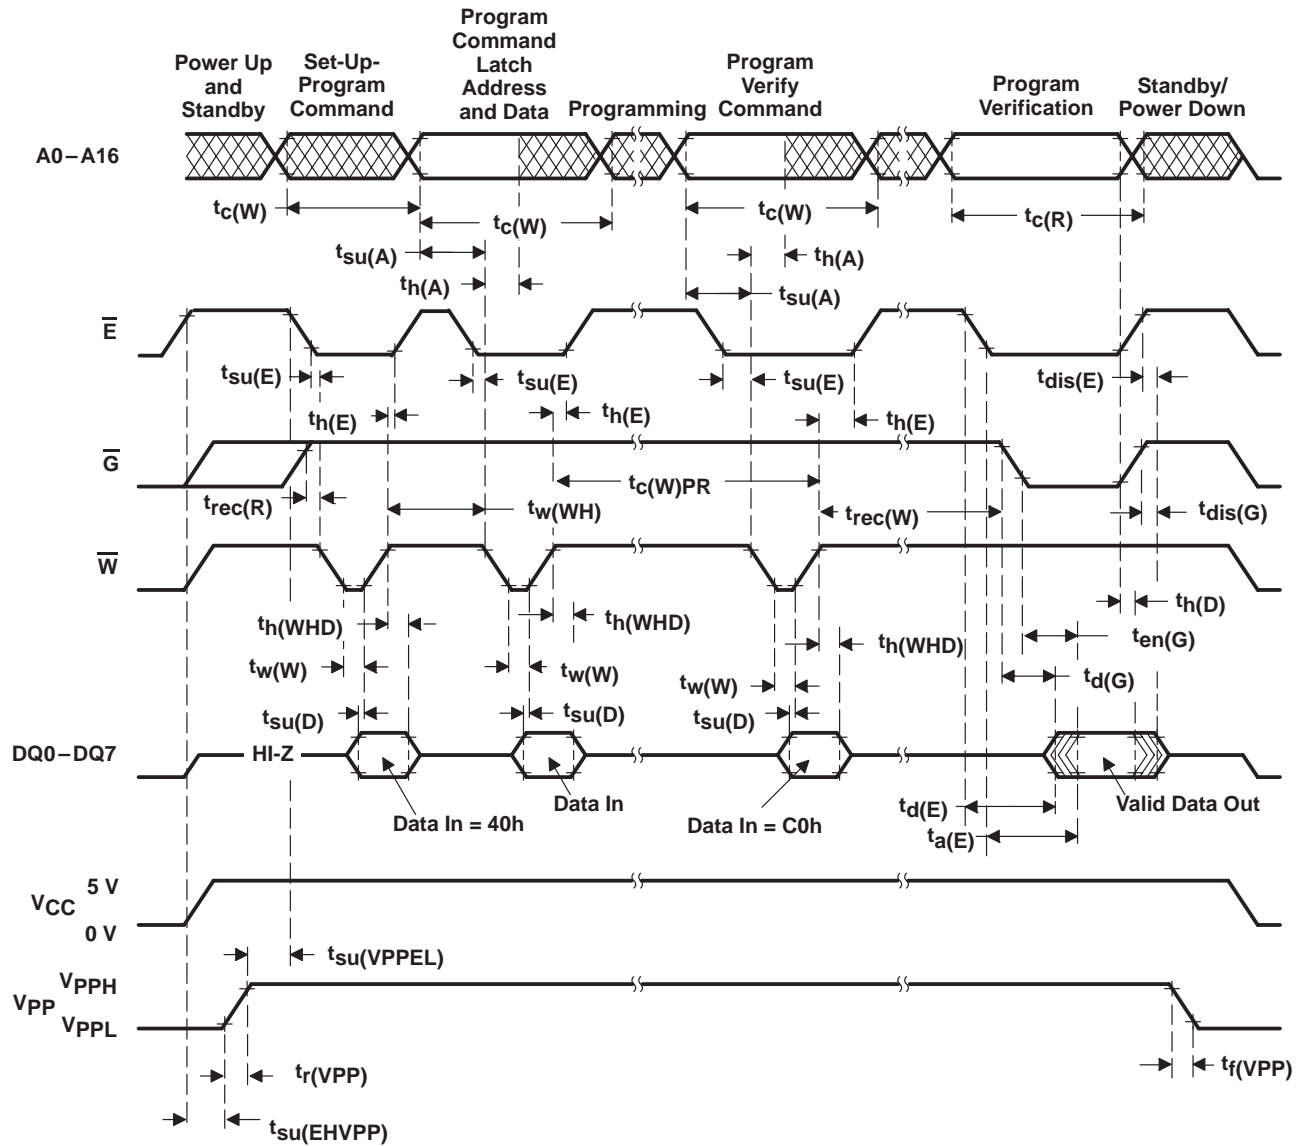 Power Up
and
Standby
Set-Up-
Program
Command
Program
Command
Latch
Address
and Data
Programming
Program
Verify
Command
Program
Verification
Standby/
Power Down
A0–A16
tc(W)
tc(W)
tc(W)
tc(R)
tsu(A)
th(A)
th(A)
tsu(A)
E
tsu(E)
tsu(E)
tsu(E)
tdis(E)
th(E)
th(E)
th(E)
G
trec(R)
tw(WH)
tc(W)PR
trec(W)
tdis(G)
W
th(D)
th(WHD)
th(WHD)
th(WHD)
ten(G)
tw(W)
tw(W)
tw(W)
td(G)
tsu(D)
tsu(D)
tsu(D)
DQ0–DQ7
HI-Z
Data In = 40h
Data In
Data In = C0h
Valid Data Out
td(E)
ta(E)
VCC
5 V
0 V
tsu(VPPEL)
VPP
VPPH
VPPL
tr(VPP)
tf(VPP)
tsu(EHVPP)